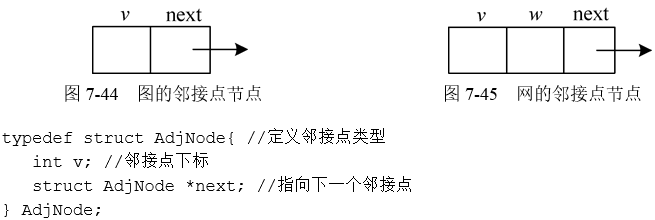 v next
v w next
图 7-44 图的邻接点节点
图 7-45 网的邻接点节点
typedef struct AdjNode{ //定义邻接点类型
int v; //邻接点下标
struct AdjNode *next; //指向下一个邻接点
} AdjNode;